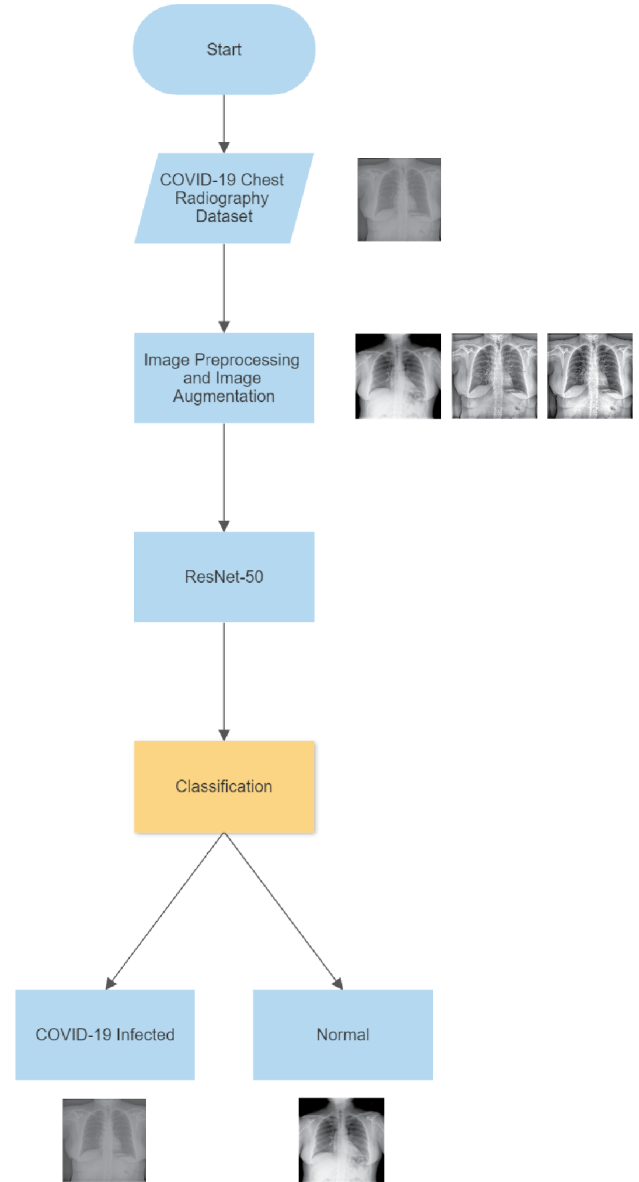 Start
COVID-19 Chest
Radiography
Dataset
Image Preprocessing
and Image
Augmentation
ResNet-50
Classification
COVID-19 Infected
Normal